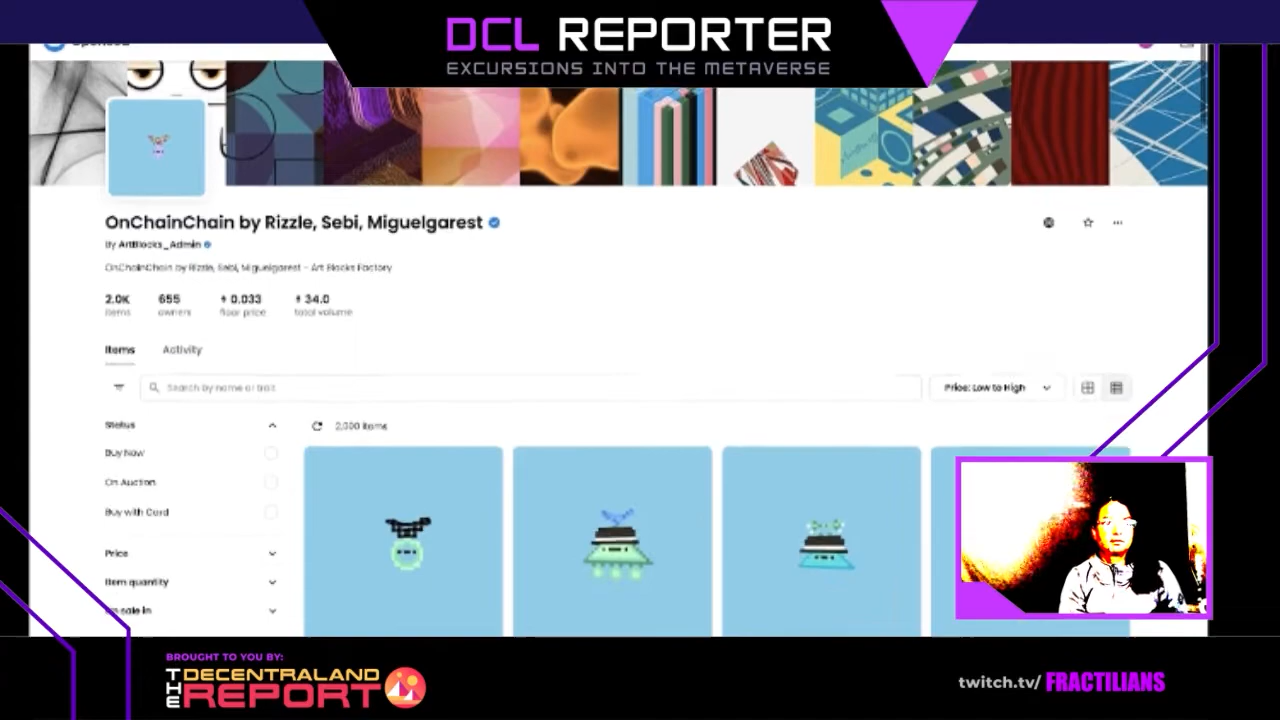 DCL REPORTER
EXCURSIONS INTO THE METAVERSE
OnChainChain by Rizzle, Sebi, Miguelgarest
By ArtBlocks_Admin
OnChainChain by Rizzle, Sebi, Miguelgarest - Art Blocks Factory
2.0K 655 0.033 34.0
items owners floor price total volume
Items Activity
Search by name or trait
Price: Low to High
Status
2,000 items
Buy Now
On Auction
Buy with Card
Price
Item quantity
On sale in
BROUGHT TO YOU BY:
THE DECENTRALAND REPORT
twitch.tv/ FRACTILIANS